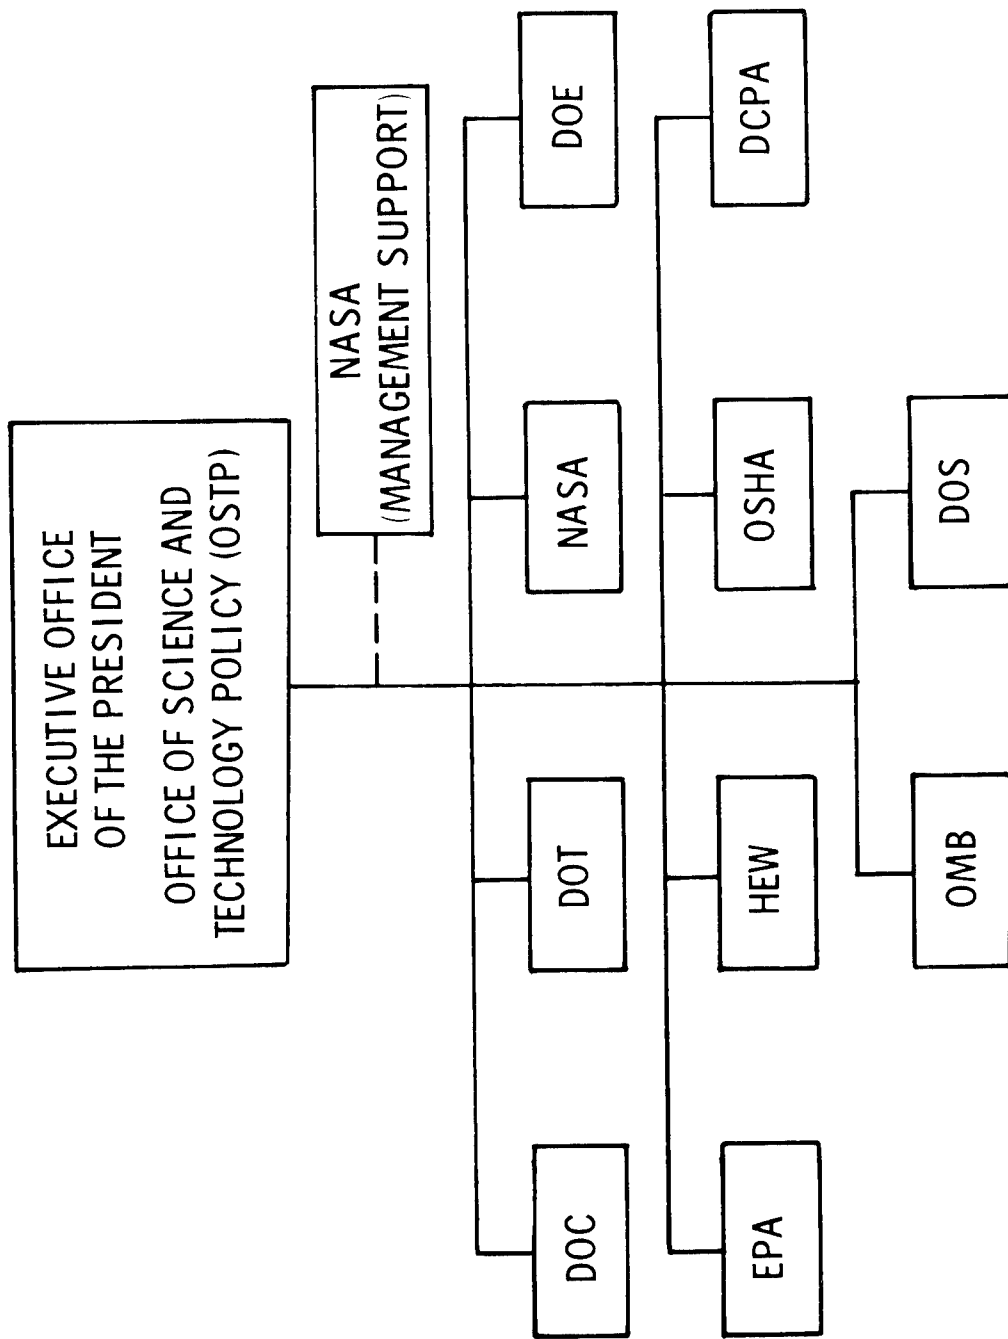 EXECUTIVE OFFICE
OF THE PRESIDENT
OFFICE OF SCIENCE AND
TECHNOLOGY POLICY (OSTP)
NASA
(MANAGEMENT SUPPORT)
DOC
DOT
NASA
DOE
EPA
HEW
OSHA
DCPA
OMB
DOS